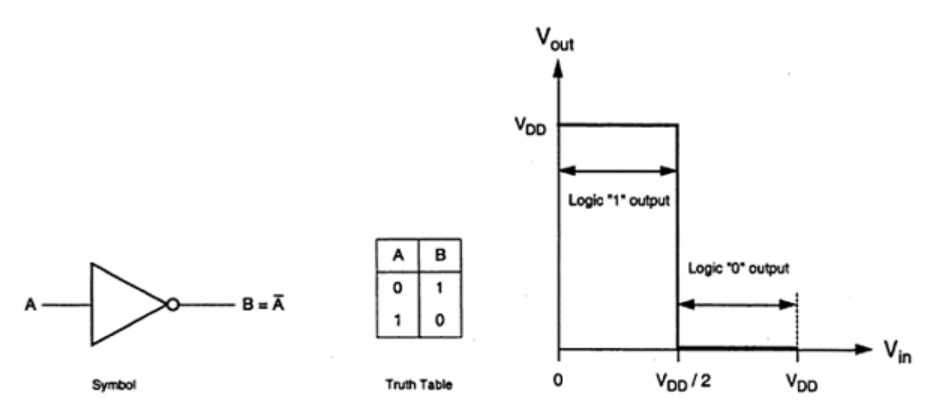 A
B = A̅
Symbol
A B
0 1
1 0
Truth Table
Vout
VDD
Logic "1" output
Logic "0" output
Vin
0
VDD / 2
VDD